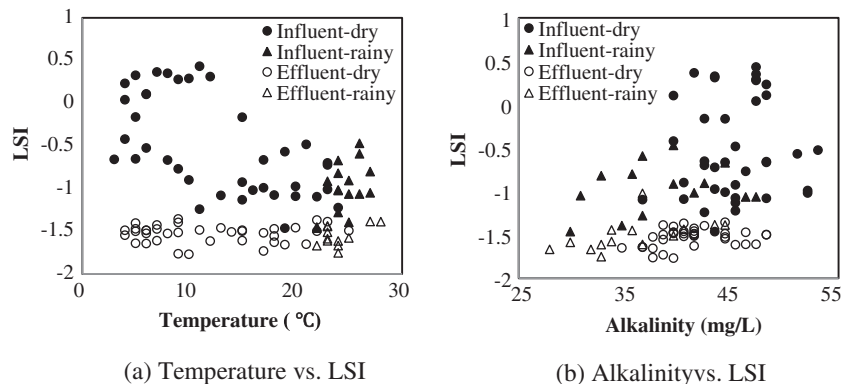 1
0.5
0
-0.5
-1
-1.5
-2
LSI
0
10
20
30
Temperature ( ℃)
Influent-dry
Influent-rainy
Effluent-dry
Effluent-rainy
(a) Temperature vs. LSI
1
0.5
0
-0.5
-1
-1.5
-2
LSI
25
35
45
55
Alkalinity (mg/L)
Influent-dry
Influent-rainy
Effluent-dry
Effluent-rainy
(b) Alkalinityvs. LSI